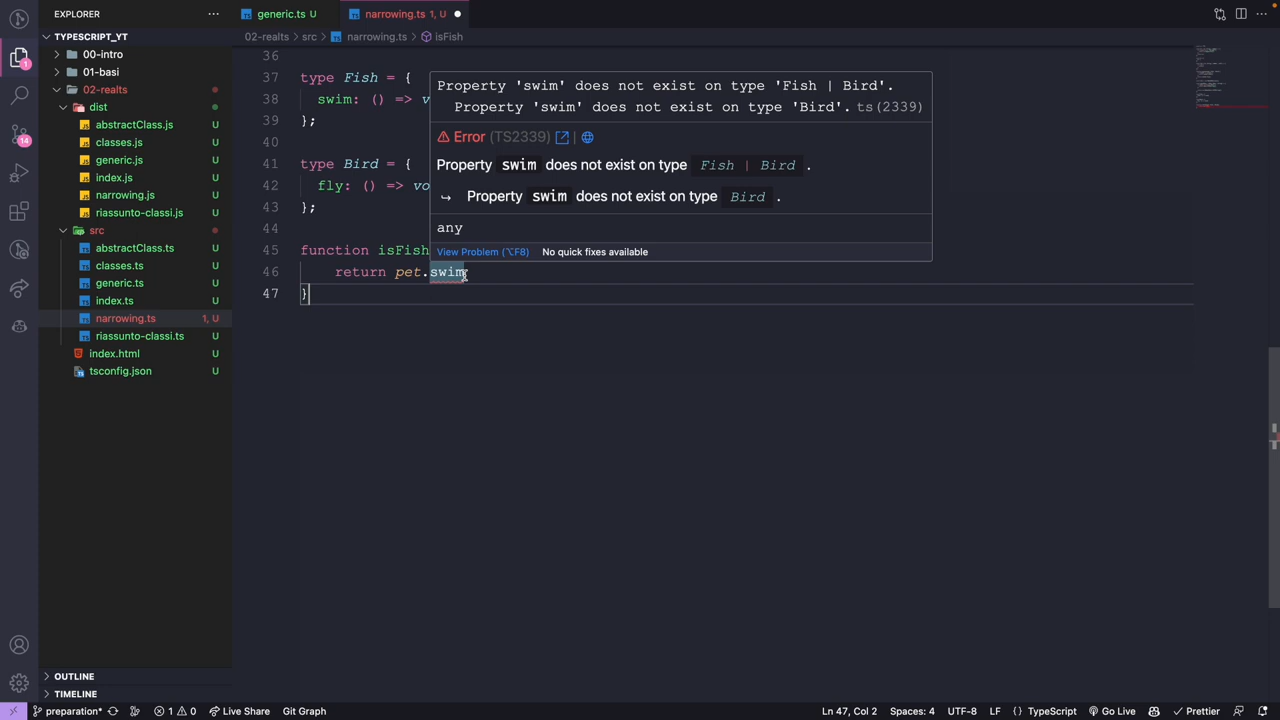 EXPLORER
TYPESCRIPT_YT
00-intro
01-basi
02-realts
dist
abstractClass.js U
classes.js U
generic.js U
index.js U
narrowing.js U
riassunto-classi.js U
src
abstractClass.ts U
classes.ts U
generic.ts U
index.ts U
narrowing.ts 1, U
riassunto-classi.ts U
index.html U
tsconfig.json U
OUTLINE
TIMELINE
1
14
generic.ts U
narrowing.ts 1, U
02-realts > src > narrowing.ts > isFish
36
37 type Fish = {
38 swim: () => v
39 };
40
41 type Bird = {
42 fly: () => vo
43 };
44
45 function isFish
46 return pet.swim
47 }
Property 'swim' does not exist on type 'Fish | Bird'.
Property 'swim' does not exist on type 'Bird'. ts(2339)
Error (TS2339) |
Property swim does not exist on type Fish | Bird .
Property swim does not exist on type Bird .
any
View Problem (⌥F8) No quick fixes available
preparation* 1 0 Live Share Git Graph Ln 47, Col 2 Spaces: 4 UTF-8 LF {} TypeScript Go Live Prettier